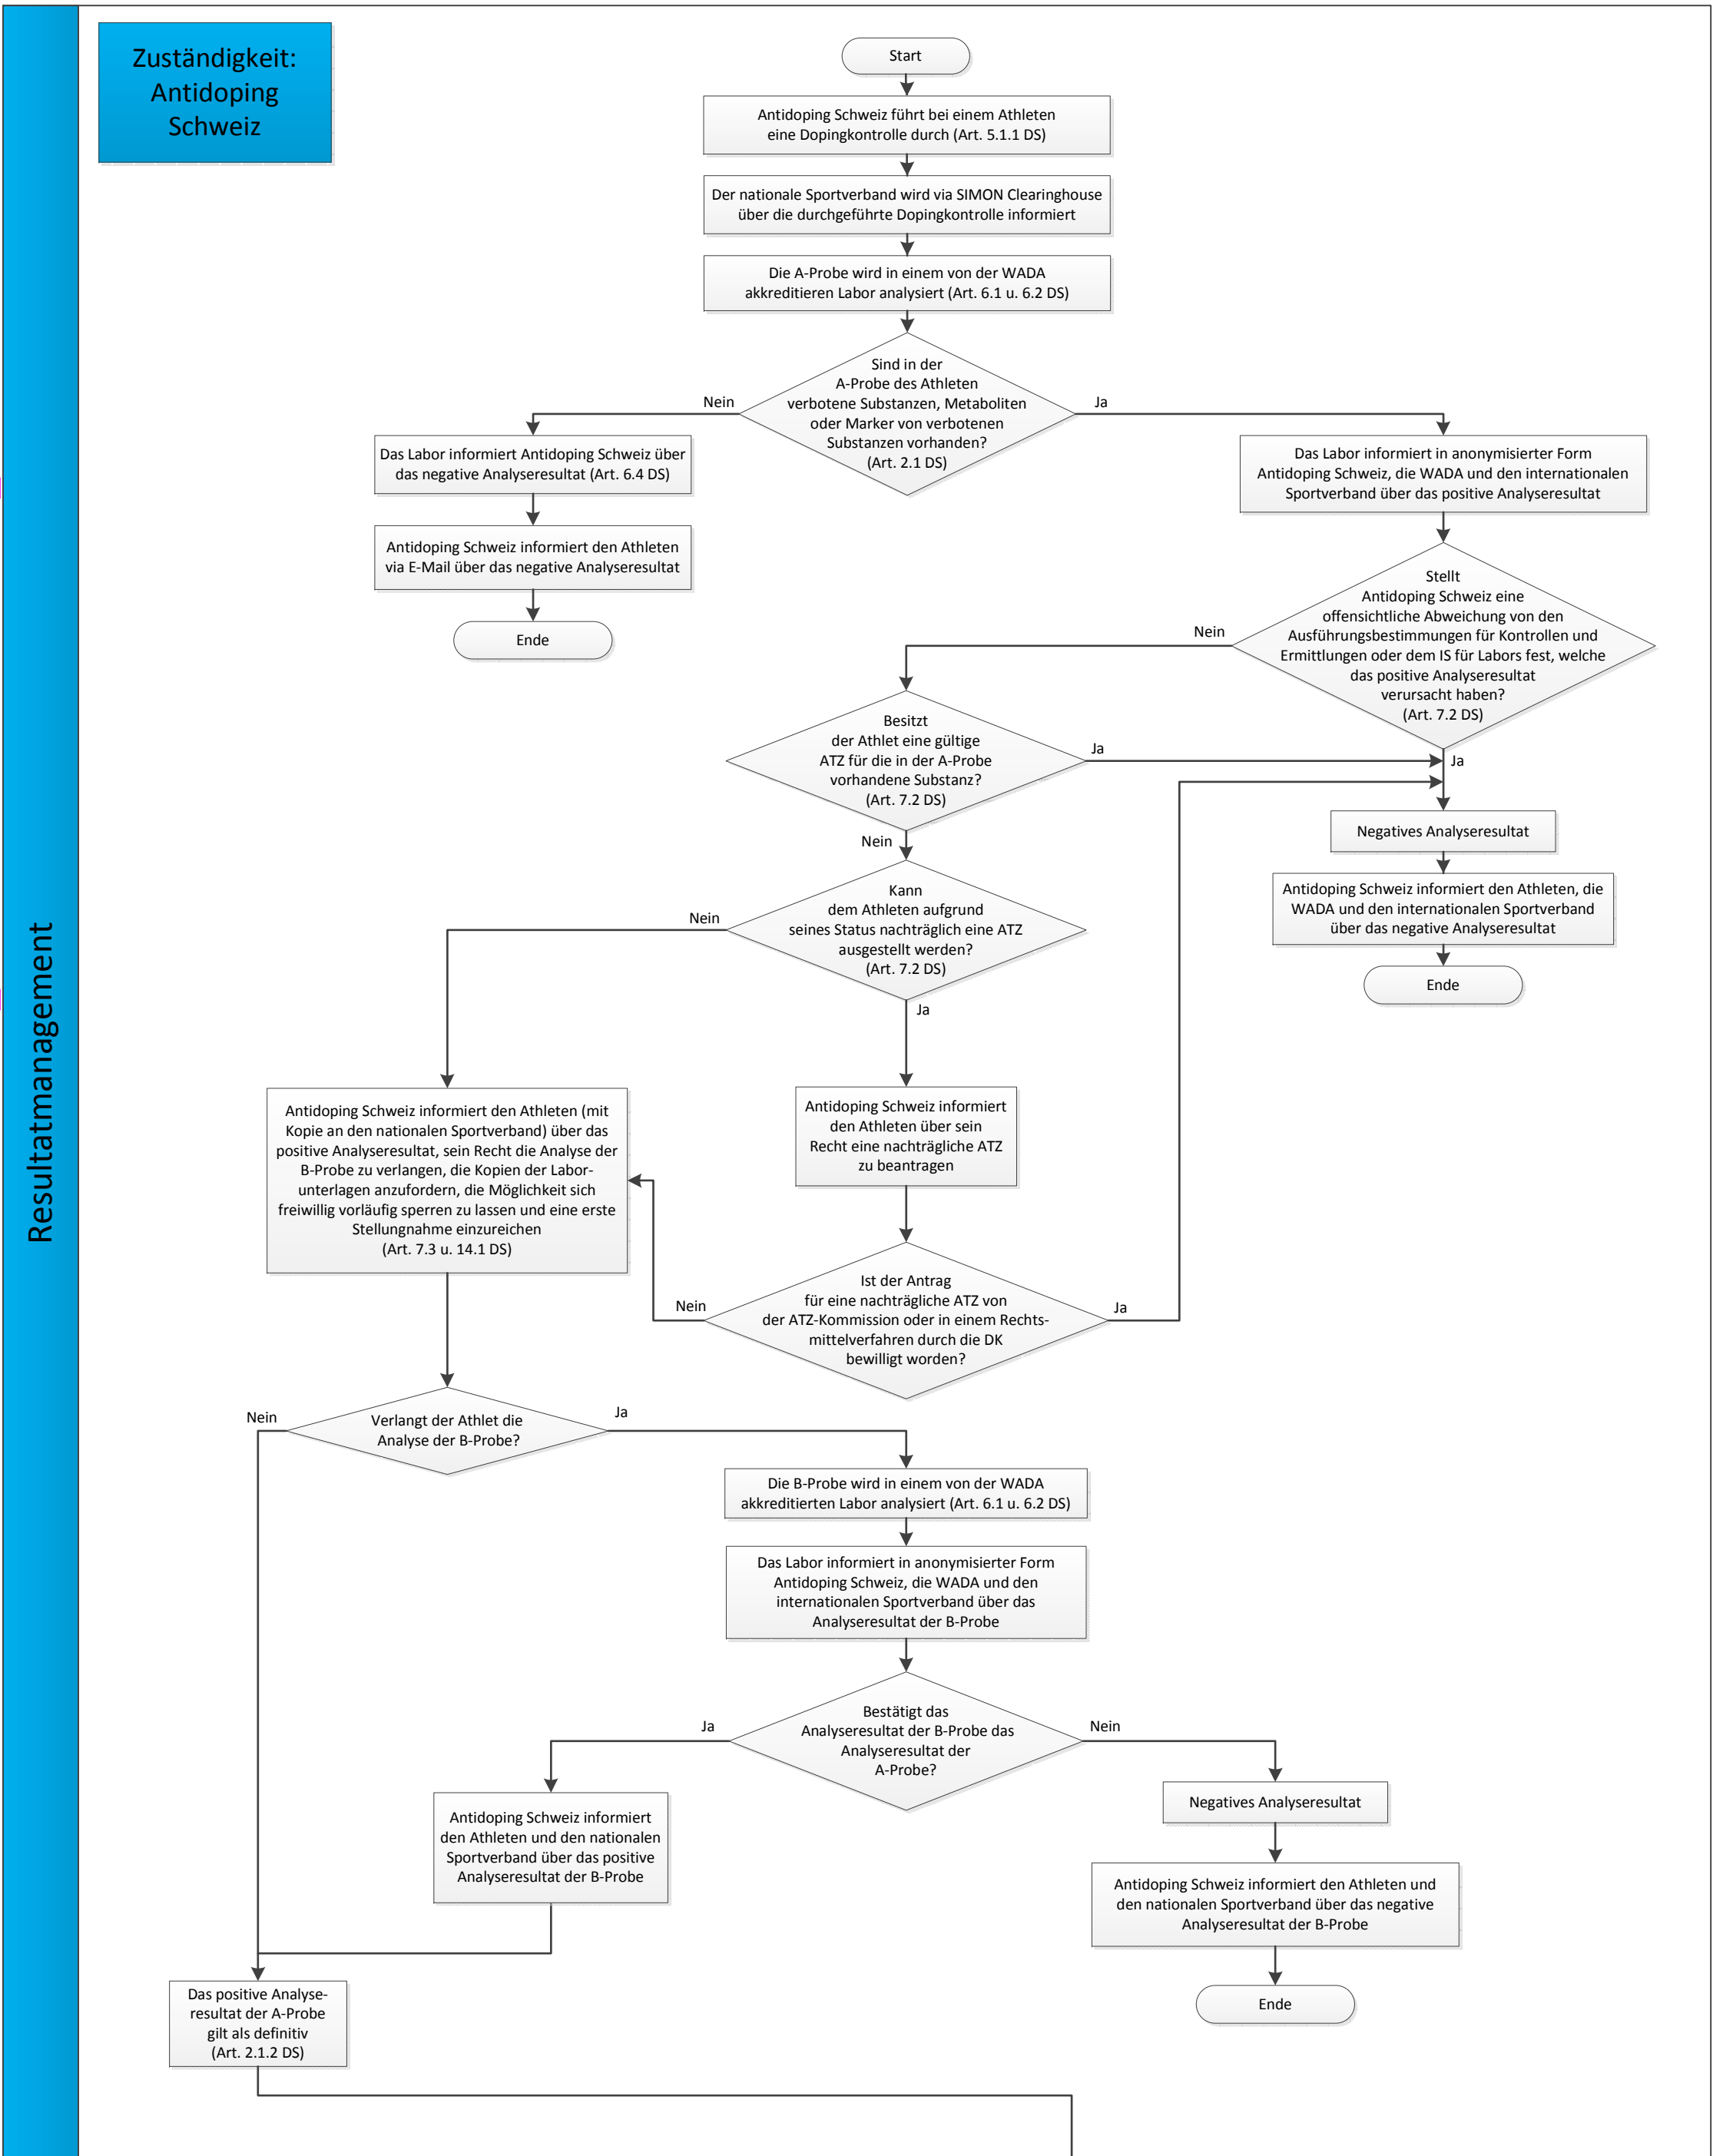 Zuständigkeit:
Antidoping
Schweiz
Resultatmanagement
Start
Antidoping Schweiz führt bei einem Athleten
eine Dopingkontrolle durch (Art. 5.1.1 DS)
Der nationale Sportverband wird via SIMON Clearinghouse
über die durchgeführte Dopingkontrolle informiert
Die A-Probe wird in einem von der WADA
akkreditieren Labor analysiert (Art. 6.1 u. 6.2 DS)
Sind in der
A-Probe des Athleten
verbotene Substanzen, Metaboliten
oder Marker von verbotenen
Substanzen vorhanden?
(Art. 2.1 DS)
Nein
Ja
Das Labor informiert Antidoping Schweiz über
das negative Analyseresultat (Art. 6.4 DS)
Antidoping Schweiz informiert den Athleten
via E-Mail über das negative Analyseresultat
Ende
Das Labor informiert in anonymisierter Form
Antidoping Schweiz, die WADA und den internationalen
Sportverband über das positive Analyseresultat
Stellt
Antidoping Schweiz eine
offensichtliche Abweichung von den
Ausführungsbestimmungen für Kontrollen und
Ermittlungen oder dem IS für Labors fest, welche
das positive Analyseresultat
verursacht haben?
(Art. 7.2 DS)
Nein
Ja
Besitzt
der Athlet eine gültige
ATZ für die in der A-Probe
vorhandene Substanz?
(Art. 7.2 DS)
Ja
Nein
Negatives Analyseresultat
Antidoping Schweiz informiert den Athleten, die
WADA und den internationalen Sportverband
über das negative Analyseresultat
Ende
Kann
dem Athleten aufgrund
seines Status nachträglich eine ATZ
ausgestellt werden?
(Art. 7.2 DS)
Nein
Ja
Antidoping Schweiz informiert den Athleten (mit
Kopie an den nationalen Sportverband) über das
positive Analyseresultat, sein Recht die Analyse der
B-Probe zu verlangen, die Kopien der Labor-
unterlagen anzufordern, die Möglichkeit sich
freiwillig vorläufig sperren zu lassen und eine erste
Stellungnahme einzureichen
(Art. 7.3 u. 14.1 DS)
Antidoping Schweiz informiert
den Athleten über sein
Recht eine nachträgliche ATZ
zu beantragen
Ist der Antrag
für eine nachträgliche ATZ von
der ATZ-Kommission oder in einem Rechts-
mittelverfahren durch die DK
bewilligt worden?
Nein
Ja
Verlangt der Athlet die
Analyse der B-Probe?
Nein
Ja
Die B-Probe wird in einem von der WADA
akkreditierten Labor analysiert (Art. 6.1 u. 6.2 DS)
Das Labor informiert in anonymisierter Form
Antidoping Schweiz, die WADA und den
internationalen Sportverband über das
Analyseresultat der B-Probe
Bestätigt das
Analyseresultat der B-Probe das
Analyseresultat der
A-Probe?
Ja
Nein
Antidoping Schweiz informiert
den Athleten und den nationalen
Sportverband über das positive
Analyseresultat der B-Probe
Negatives Analyseresultat
Antidoping Schweiz informiert den Athleten und
den nationalen Sportverband über das negative
Analyseresultat der B-Probe
Ende
Das positive Analyse-
resultat der A-Probe
gilt als definitiv
(Art. 2.1.2 DS)